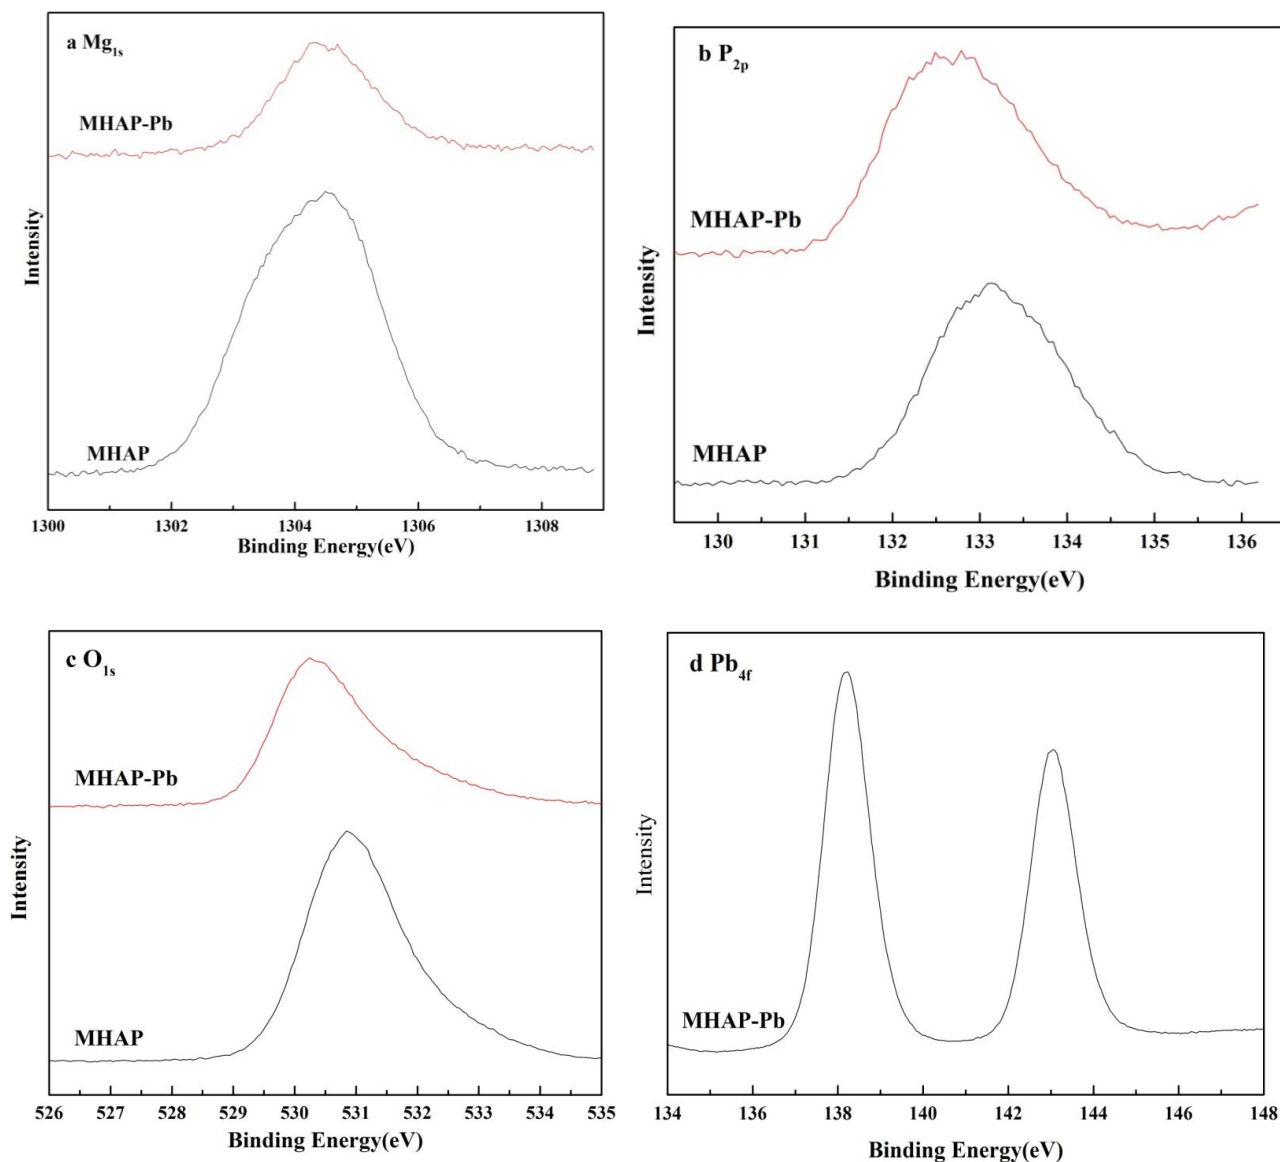 a Mg1s
MHAP-Pb
MHAP
Intensity
1300 1302 1304 1306 1308
Binding Energy(eV)
b P2p
MHAP-Pb
MHAP
Intensity
130 131 132 133 134 135 136
Binding Energy(eV)
c O1s
MHAP-Pb
MHAP
Intensity
526 527 528 529 530 531 532 533 534 535
Binding Energy(eV)
d Pb4f
MHAP-Pb
Intensity
134 136 138 140 142 144 146 148
Binding Energy(eV)